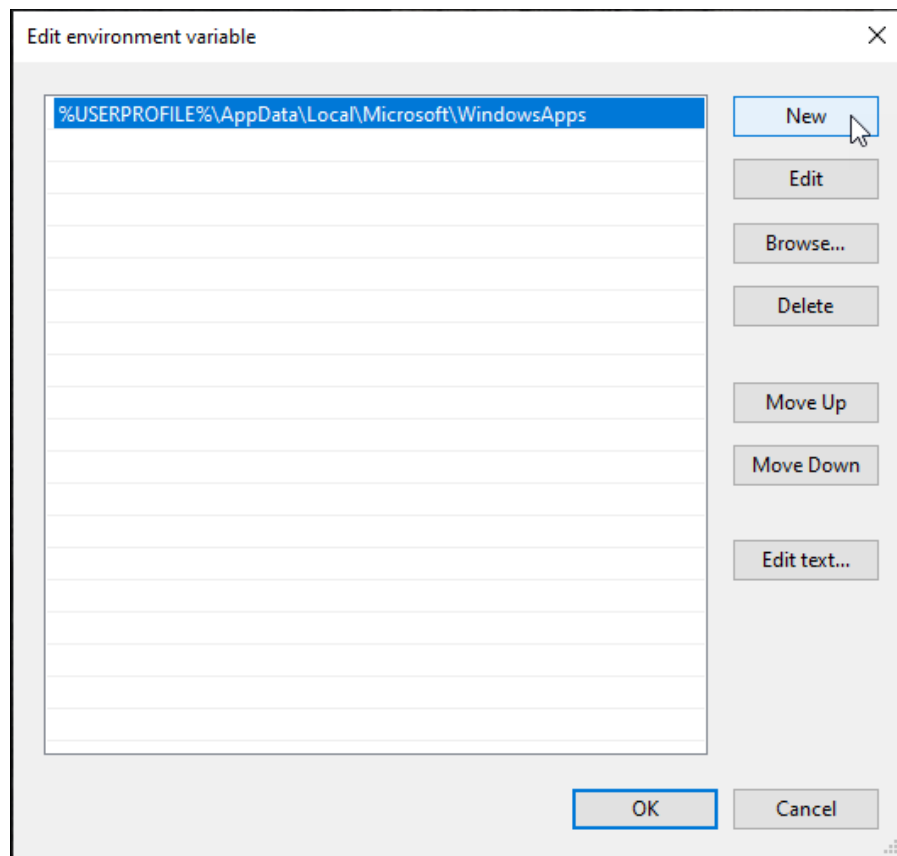 Edit environment variable
%USERPROFILE%\AppData\Local\Microsoft\WindowsApps
New
Edit
Browse...
Delete
Move Up
Move Down
Edit text...
OK
Cancel